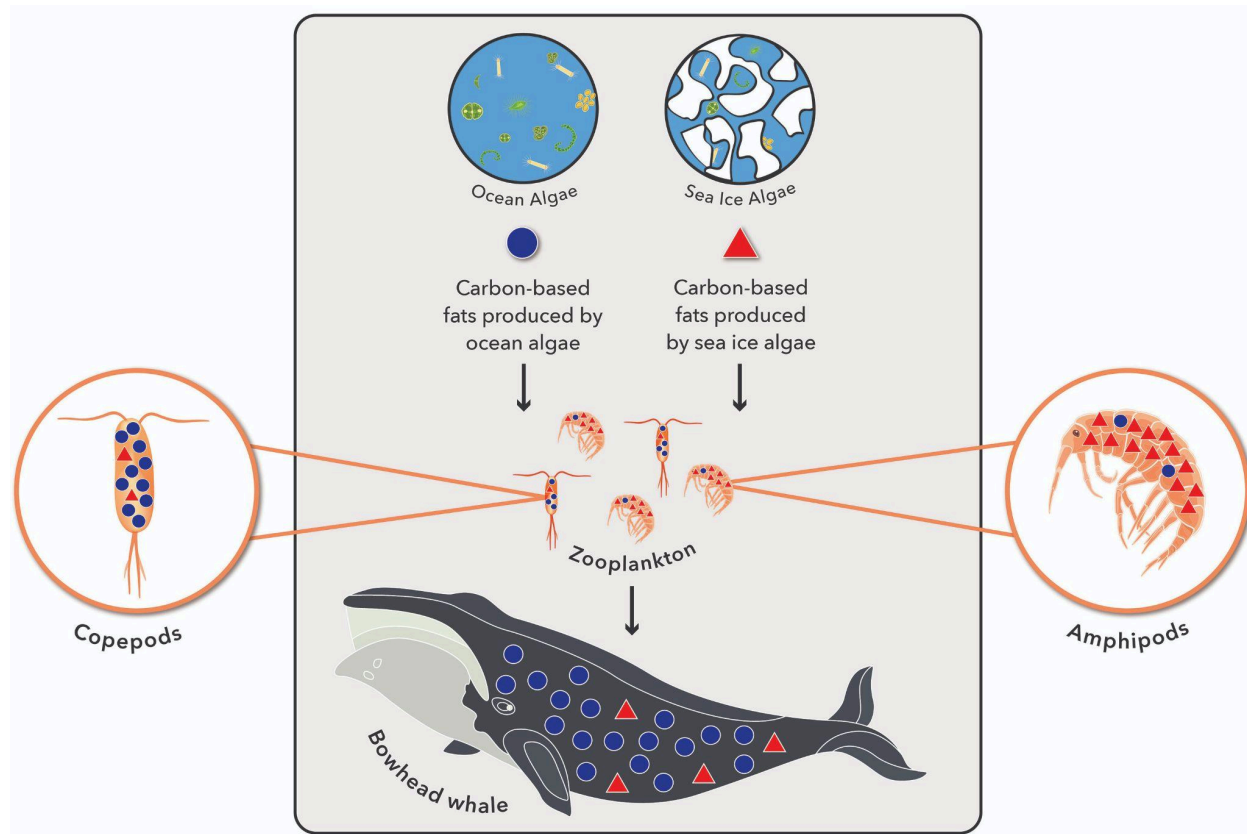 Ocean Algae
Sea Ice Algae
Carbon-based
fats produced by
ocean algae
Carbon-based
fats produced
by sea ice algae
Zooplankton
Copepods
Amphipods
Bowhead whale